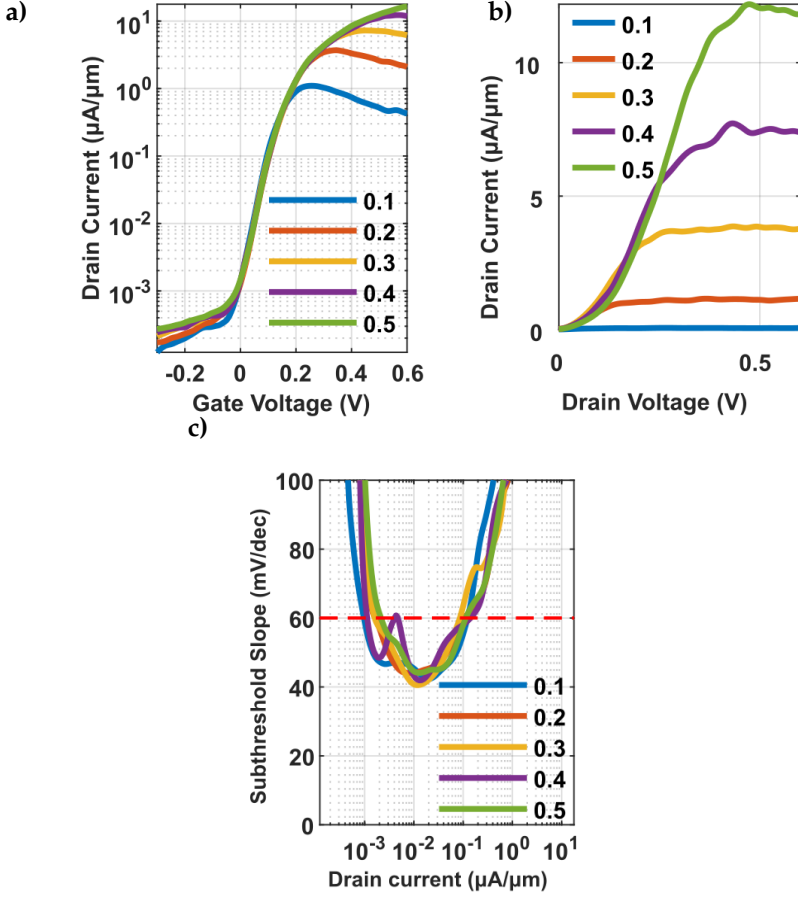 a)
Drain Current (µA/µm)
10¹
10⁰
10⁻¹
10⁻²
10⁻³
0.1
0.2
0.3
0.4
0.5
-0.2 0 0.2 0.4 0.6
Gate Voltage (V)
b)
Drain Current (µA/µm)
10
5
0
0.1
0.2
0.3
0.4
0.5
0 0.5
Drain Voltage (V)
c)
Subthreshold Slope (mV/dec)
100
80
60
40
20
0
0.1
0.2
0.3
0.4
0.5
10⁻³ 10⁻² 10⁻¹ 10⁰ 10¹
Drain current (µA/µm)